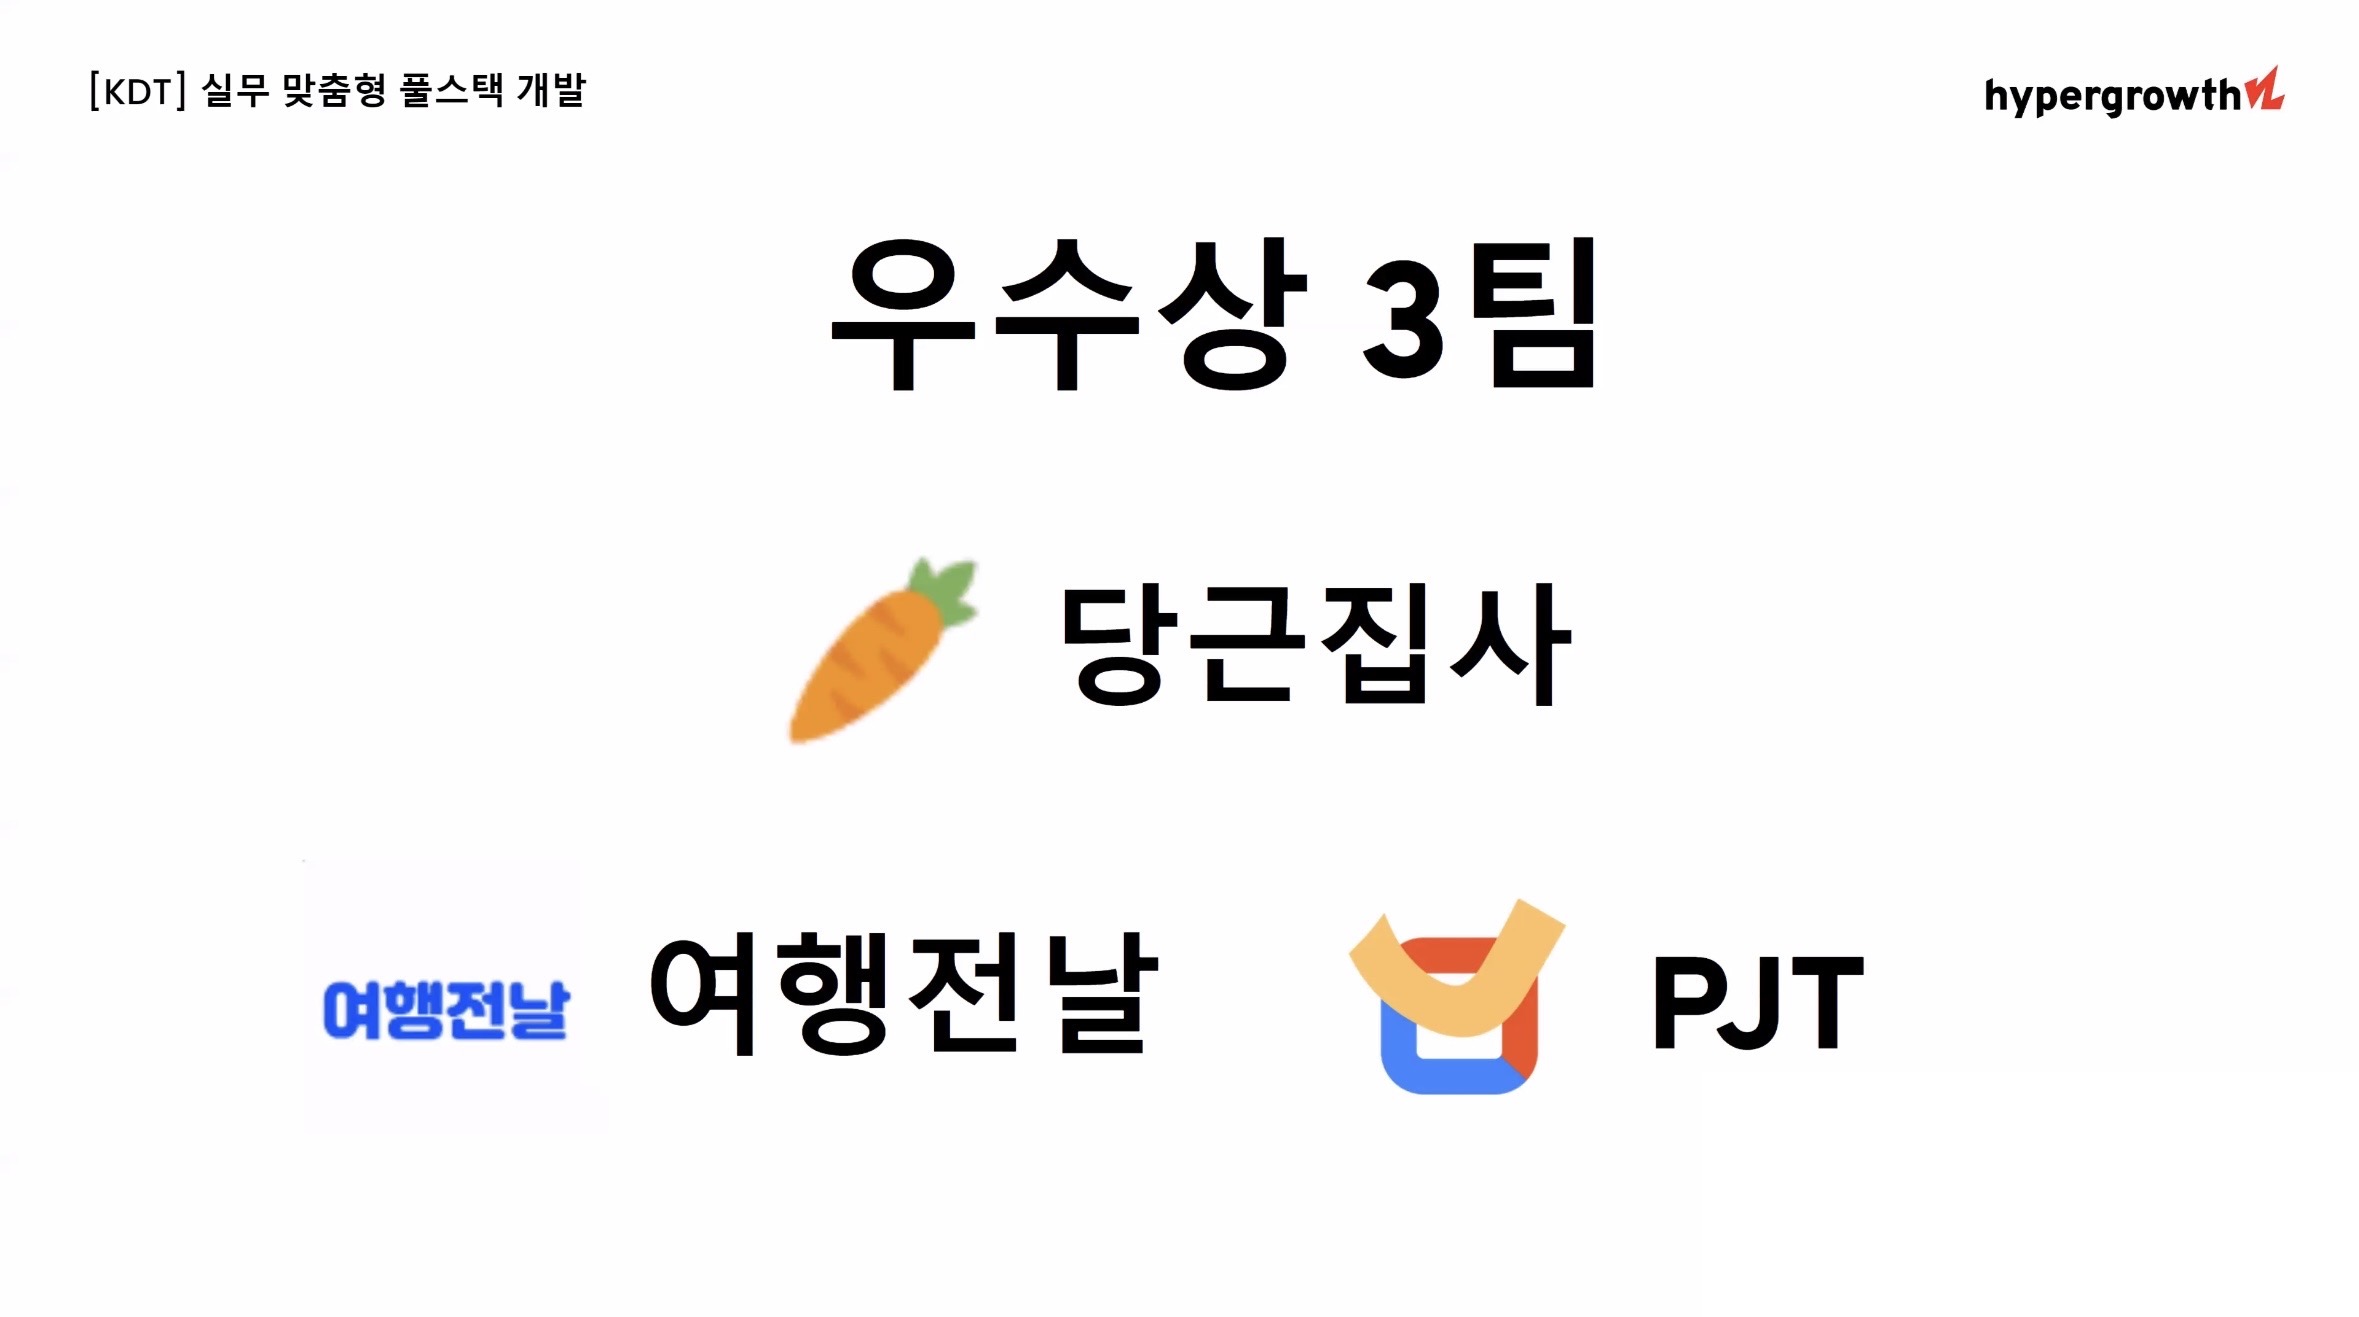 [KDT] 실무 맞춤형 풀스택 개발
hypergrowth
우수상 3팀
당근집사
여행전날 여행전날
PJT